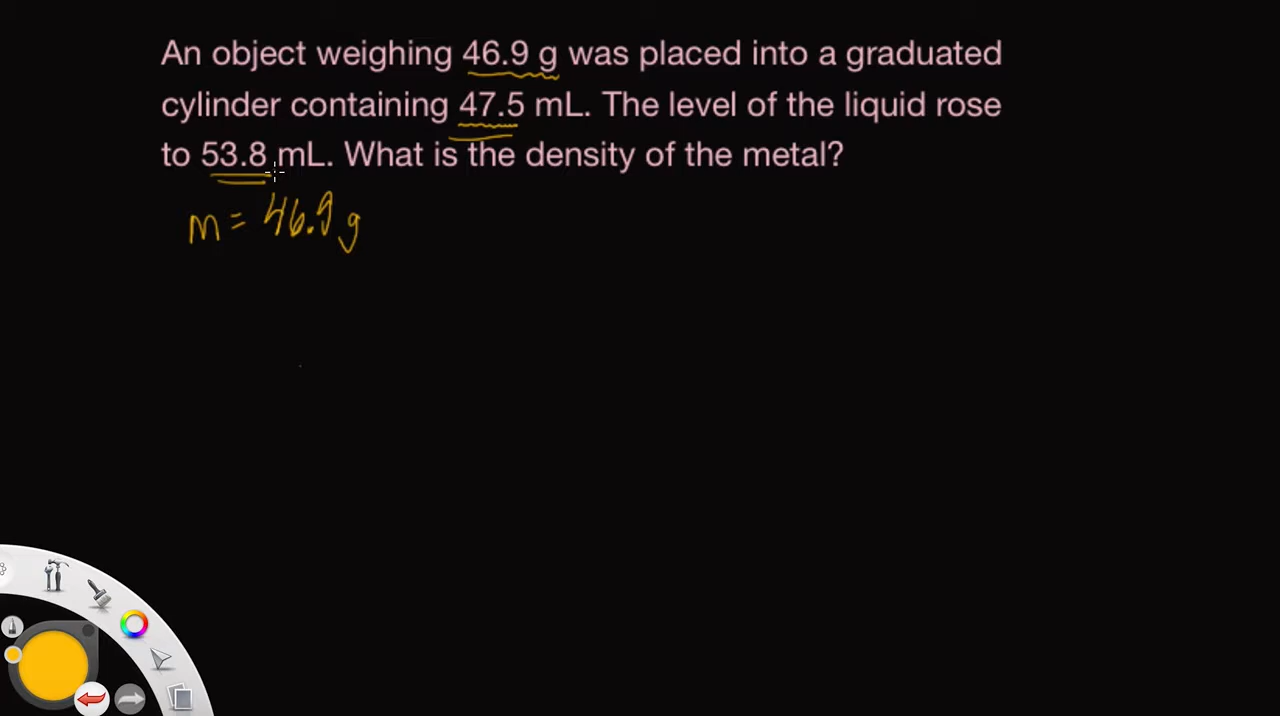 An object weighing 46.9 g was placed into a graduated
cylinder containing 47.5 mL. The level of the liquid rose
to 53.8 mL. What is the density of the metal?
m = 46.9 g